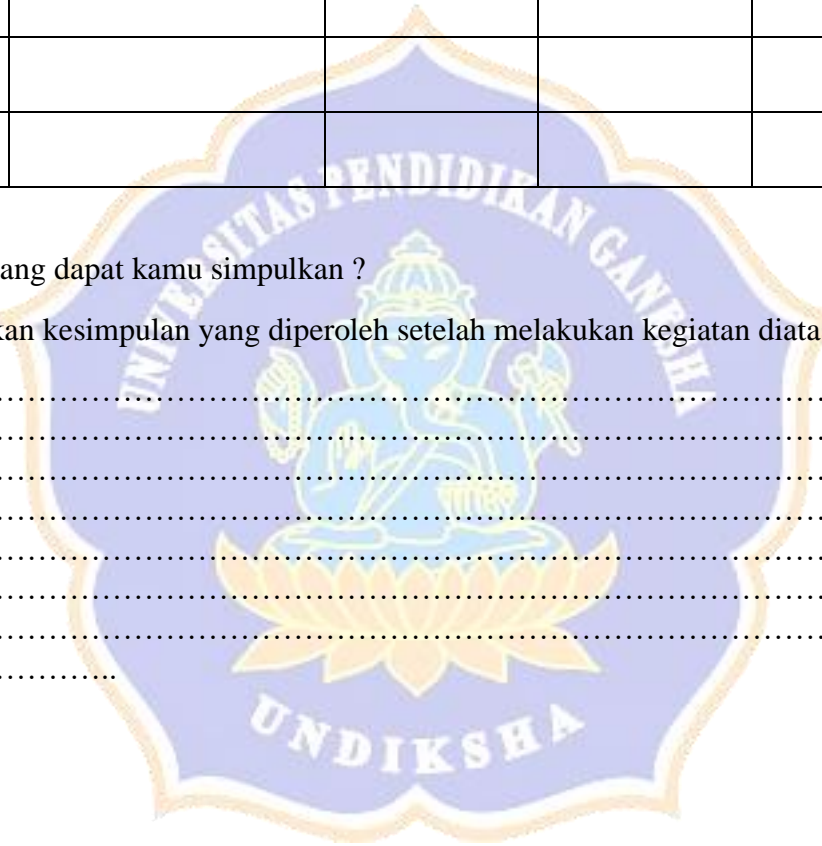 UNIVERSITAS PENDIDIKAN GANESHA
ang dapat kamu simpulkan ?
kan kesimpulan yang diperoleh setelah melakukan kegiatan diata
……………………………………………………………………………
……………………………………………………………………………
……………………………………………………………………………
……………………………………………………………………………
……………………………………………………………………………
……………………………………………………………………………
……………………………………………………………………………
…………..
UNDIKSHA